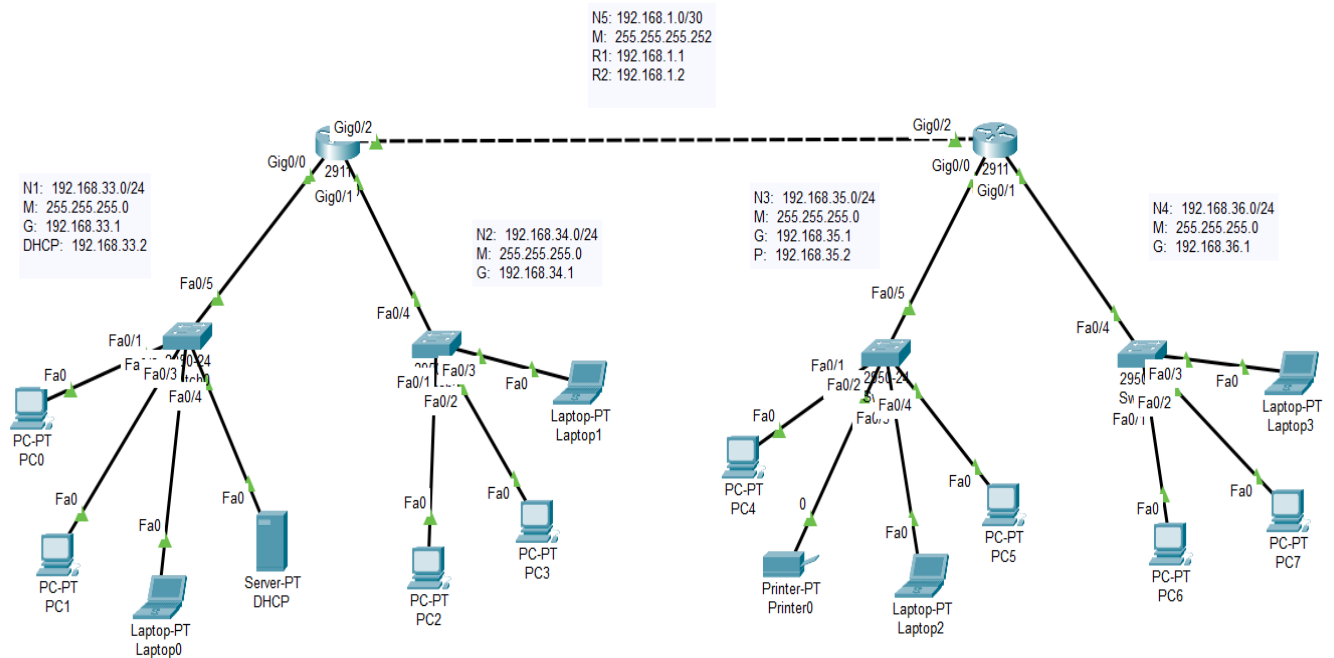 N5: 192.168.1.0/30
M: 255.255.255.252
R1: 192.168.1.1
R2: 192.168.1.2
Gig0/2
Gig0/2
Gig0/0
2911
Gig0/1
Gig0/0
2911
Gig0/1
N1: 192.168.33.0/24
M: 255.255.255.0
G: 192.168.33.1
DHCP: 192.168.33.2
N2: 192.168.34.0/24
M: 255.255.255.0
G: 192.168.34.1
N3: 192.168.35.0/24
M: 255.255.255.0
G: 192.168.35.1
P: 192.168.35.2
N4: 192.168.36.0/24
M: 255.255.255.0
G: 192.168.36.1
Fa0/5
Fa0/1
Fa0/3
Fa0/4
Fa0
PC-PT
PC0
Fa0
PC-PT
PC1
Fa0
Laptop-PT
Laptop0
Fa0
Server-PT
DHCP
Fa0/4
Fa0/3
Fa0/1
Fa0/2
Fa0
Laptop-PT
Laptop1
Fa0
PC-PT
PC2
Fa0
PC-PT
PC3
Fa0/5
Fa0/1
2950-24
Fa0/2
Fa0/4
Fa0
PC-PT
PC4
0
Printer-PT
Printer0
Fa0
Laptop-PT
Laptop2
Fa0
PC-PT
PC5
Fa0/4
Fa0/3
2950
Fa0/2
Fa0/1
Fa0
Laptop-PT
Laptop3
Fa0
PC-PT
PC6
Fa0
PC-PT
PC7